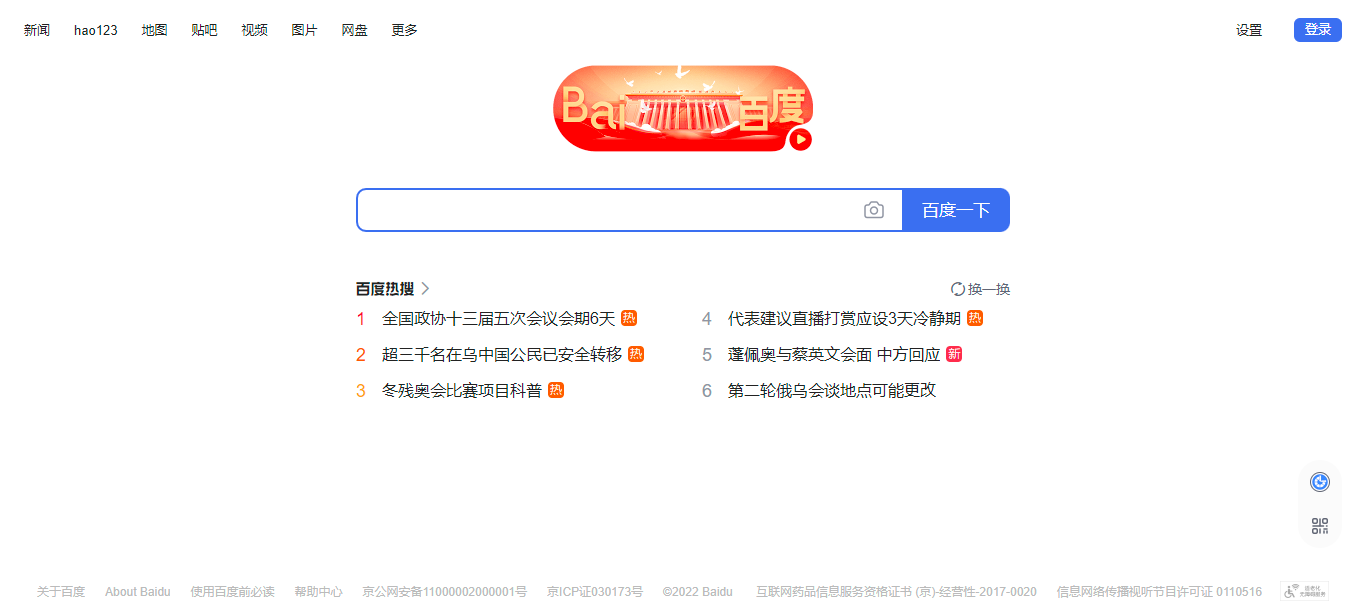 新闻 hao123 地图 贴吧 视频 图片 网盘 更多 设置 登录
Bai 百度
百度一下
百度热搜 换一换
1 全国政协十三届五次会议会期6天 热
2 超三千名在乌中国公民已安全转移 热
3 冬残奥会比赛项目科普 热
4 代表建议直播打赏应设3天冷静期 热
5 蓬佩奥与蔡英文会面 中方回应 新
6 第二轮俄乌会谈地点可能更改
关于百度 About Baidu 使用百度前必读 帮助中心 京公网安备11000002000001号 京ICP证030173号 ©2022 Baidu 互联网药品信息服务资格证书 (京)-经营性-2017-0020 信息网络传播视听节目许可证 0110516